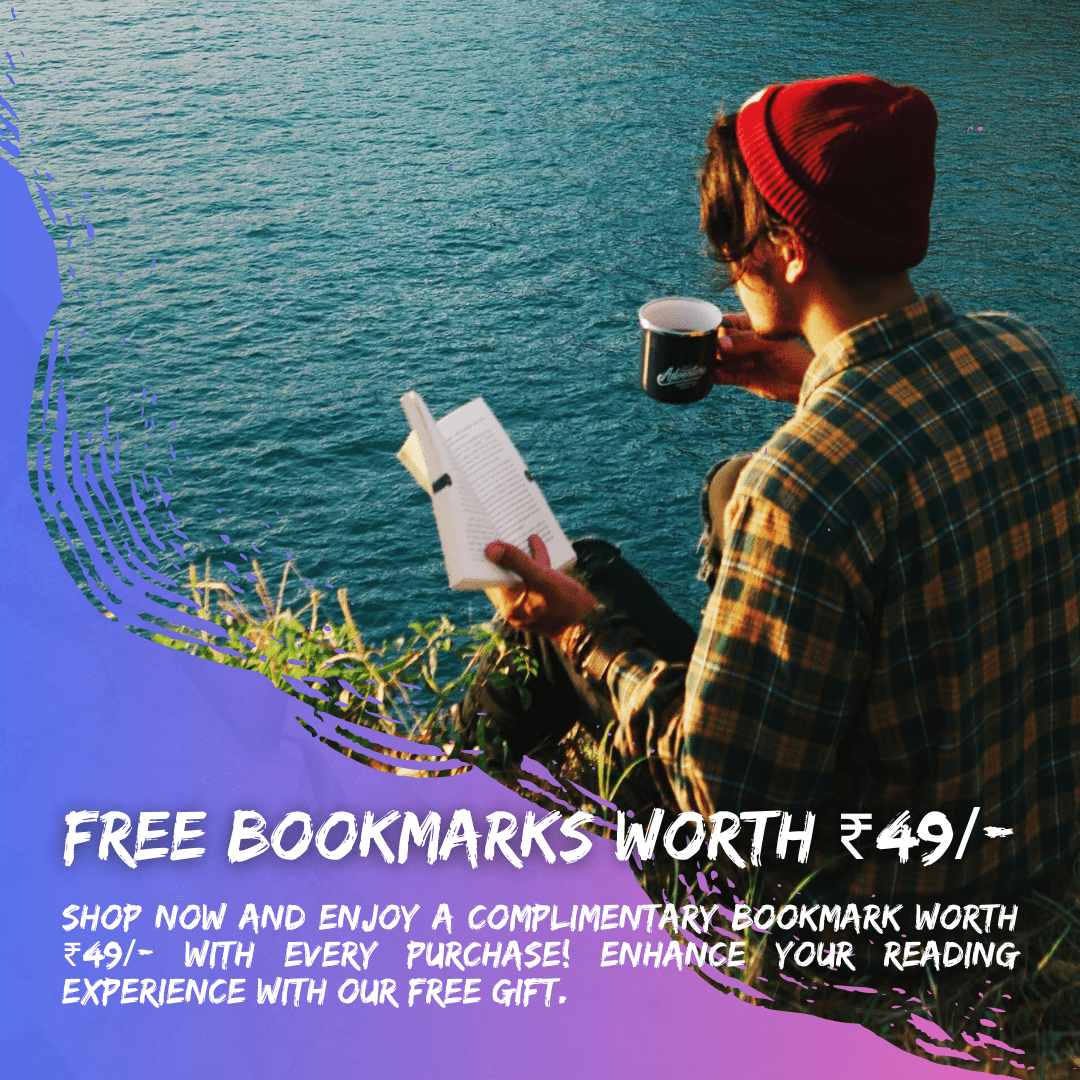 Adventure
FREE BOOKMARKS WORTH ₹49/-
SHOP NOW AND ENJOY A COMPLIMENTARY BOOKMARK WORTH
₹49/- WITH EVERY PURCHASE! ENHANCE YOUR READING
EXPERIENCE WITH OUR FREE GIFT.